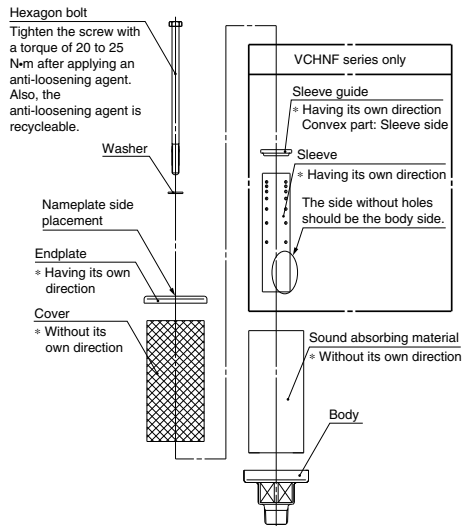 Hexagon bolt
Tighten the screw with
a torque of 20 to 25
N•m after applying an
anti-loosening agent.
Also, the
anti-loosening agent is
recycleable.
Washer
Nameplate side
placement
Endplate
* Having its own
direction
Cover
* Without its
own direction
VCHNF series only
Sleeve guide
* Having its own direction
Convex part: Sleeve side
Sleeve
* Having its own direction
The side without holes
should be the body side.
Sound absorbing material
* Without its own direction
Body